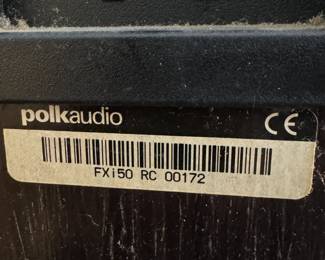 polkaudio CE
FXi50 RC 00172